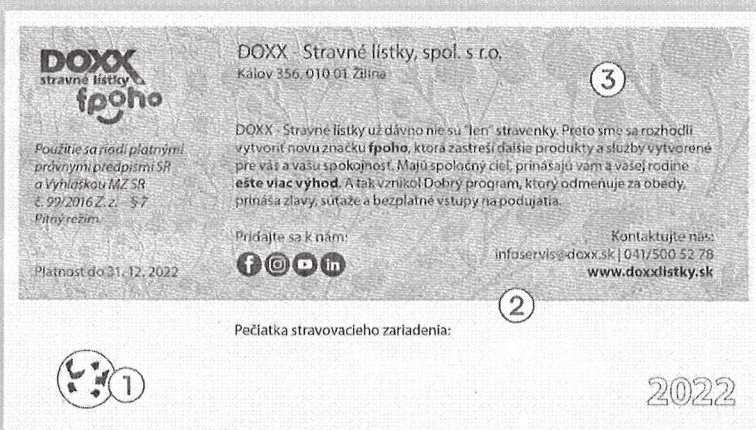 DOXX
stravné lístky
fpoho
Použitie sa riadi platnými
právnymi predpismi SR
a Vyhláškou MZ SR
č. 99/2016 Z. z. § 7
Pitný režim.
Platnosť do 31. 12. 2022
DOXX - Stravné lístky, spol. s r.o.
Kálov 356, 010 01 Žilina
3
DOXX - Stravné lístky už dávno nie sú "len" stravenky. Preto sme sa rozhodli
vytvoriť novú značku fpoho, ktorá zastreší ďalšie produkty a služby vytvorené
pre vás a vašu spokojnosť. Majú spoločný cieľ, prinášajú vám a vašej rodine
ešte viac výhod. A tak vznikol Dobrý program, ktorý odmeňuje za obedy,
prináša zľavy, súťaže a bezplatné vstupy na podujatia.
Pridajte sa k nám:
Kontaktujte nás:
infoservis@doxx.sk | 041/500 52 78
www.doxxlistky.sk
2
Pečiatka stravovacieho zariadenia:
1
2022